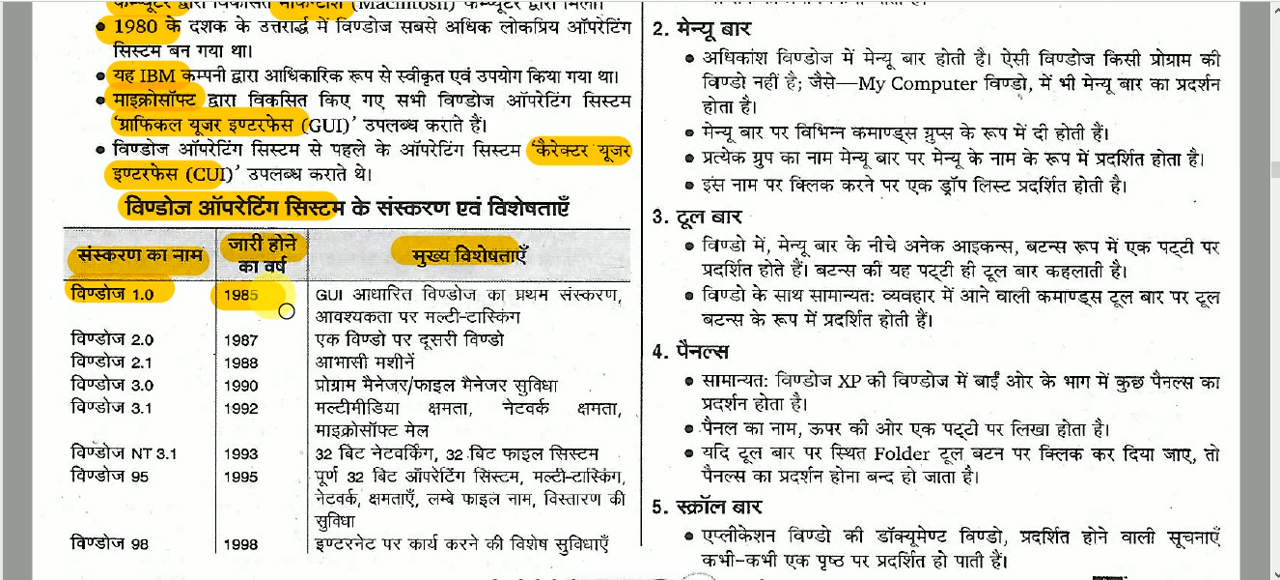 कम्प्यूटर द्वारा विकसित मैकिन्टोश (Macintosh) कम्प्यूटर द्वारा मिली।
• 1980 के दशक के उत्तरार्द्ध में विण्डोज सबसे अधिक लोकप्रिय ऑपरेटिंग
सिस्टम बन गया था।
• यह IBM कम्पनी द्वारा आधिकारिक रूप से स्वीकृत एवं उपयोग किया गया था।
• माइक्रोसॉफ्ट द्वारा विकसित किए गए सभी विण्डोज ऑपरेटिंग सिस्टम
‘ग्राफिकल यूजर इण्टरफेस (GUI)’ उपलब्ध कराते हैं।
• विण्डोज ऑपरेटिंग सिस्टम से पहले के ऑपरेटिंग सिस्टम ‘कैरेक्टर यूजर
इण्टरफेस (CUI)’ उपलब्ध कराते थे।
विण्डोज ऑपरेटिंग सिस्टम के संस्करण एवं विशेषताएँ
संस्करण का नाम जारी होने का वर्ष मुख्य विशेषताएँ
विण्डोज 1.0 1985 GUI आधारित विण्डोज का प्रथम संस्करण,
आवश्यकता पर मल्टी-टास्किंग
विण्डोज 2.0 1987 एक विण्डो पर दूसरी विण्डो
विण्डोज 2.1 1988 आभासी मशीनें
विण्डोज 3.0 1990 प्रोग्राम मैनेजर/फाइल मैनेजर सुविधा
विण्डोज 3.1 1992 मल्टीमीडिया क्षमता, नेटवर्क क्षमता,
माइक्रोसॉफ्ट मेल
विण्डोज NT 3.1 1993 32 बिट नेटवर्किंग, 32 बिट फाइल सिस्टम
विण्डोज 95 1995 पूर्ण 32 बिट ऑपरेटिंग सिस्टम, मल्टी-टास्किंग,
नेटवर्क, क्षमताएँ, लम्बे फाइल नाम, विस्तारण की
सुविधा
विण्डोज 98 1998 इण्टरनेट पर कार्य करने की विशेष सुविधाएँ
2. मेन्यू बार
• अधिकांश विण्डोज में मेन्यू बार होती है। ऐसी विण्डोज किसी प्रोग्राम की
विण्डो नहीं है; जैसे—My Computer विण्डो, में भी मेन्यू बार का प्रदर्शन
होता है।
• मेन्यू बार पर विभिन्न कमाण्ड्स ग्रुप्स के रूप में दी होती हैं।
• प्रत्येक ग्रुप का नाम मेन्यू बार पर मेन्यू के नाम के रूप में प्रदर्शित होता है।
• इस नाम पर क्लिक करने पर एक ड्रॉप लिस्ट प्रदर्शित होती है।
3. टूल बार
• विण्डो में, मेन्यू बार के नीचे अनेक आइकन्स, बटन्स रूप में एक पट्टी पर
प्रदर्शित होते हैं। बटन्स की यह पट्टी ही टूल बार कहलाती है।
• विण्डो के साथ सामान्यत: व्यवहार में आने वाली कमाण्ड्स टूल बार पर टूल
बटन्स के रूप में प्रदर्शित होती हैं।
4. पैनल्स
• सामान्यत: विण्डोज XP की विण्डोज में बाईं ओर के भाग में कुछ पैनल्स का
प्रदर्शन होता है।
• पैनल का नाम, ऊपर की ओर एक पट्टी पर लिखा होता है।
• यदि टूल बार पर स्थित Folder टूल बटन पर क्लिक कर दिया जाए, तो
पैनल्स का प्रदर्शन होना बन्द हो जाता है।
5. स्क्रॉल बार
• एप्लीकेशन विण्डो की डॉक्यूमेण्ट विण्डो, प्रदर्शित होने वाली सूचनाएँ
कभी-कभी एक पृष्ठ पर प्रदर्शित हो पाती हैं।